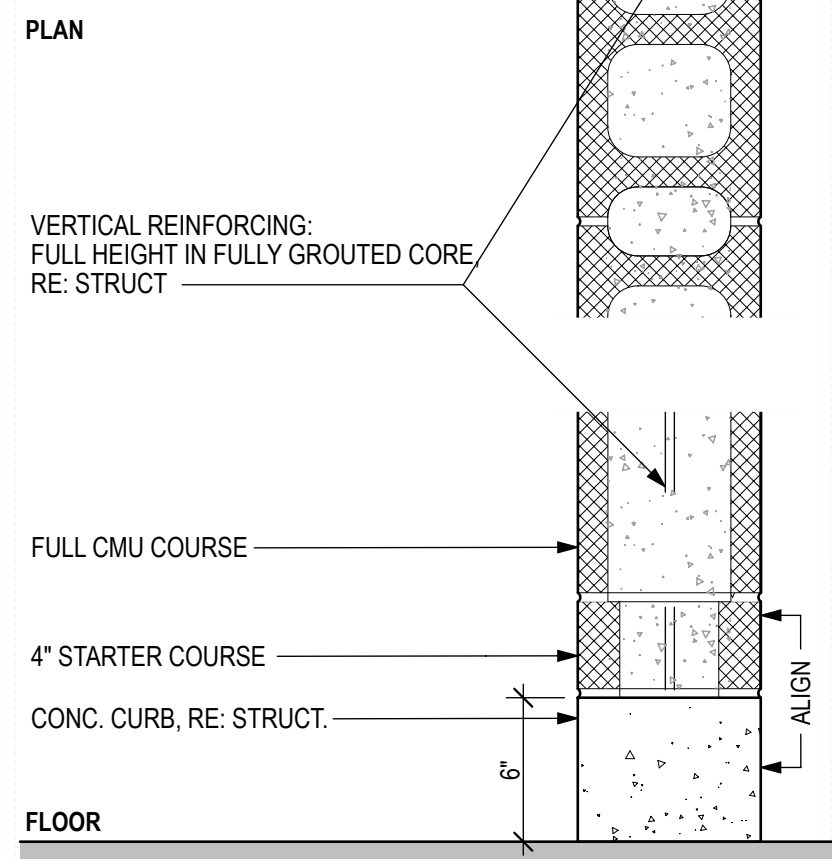 PLAN
VERTICAL REINFORCING:
FULL HEIGHT IN FULLY GROUTED CORE,
RE: STRUCT
FULL CMU COURSE
4" STARTER COURSE
CONC. CURB, RE: STRUCT.
ALIGN
6"
FLOOR